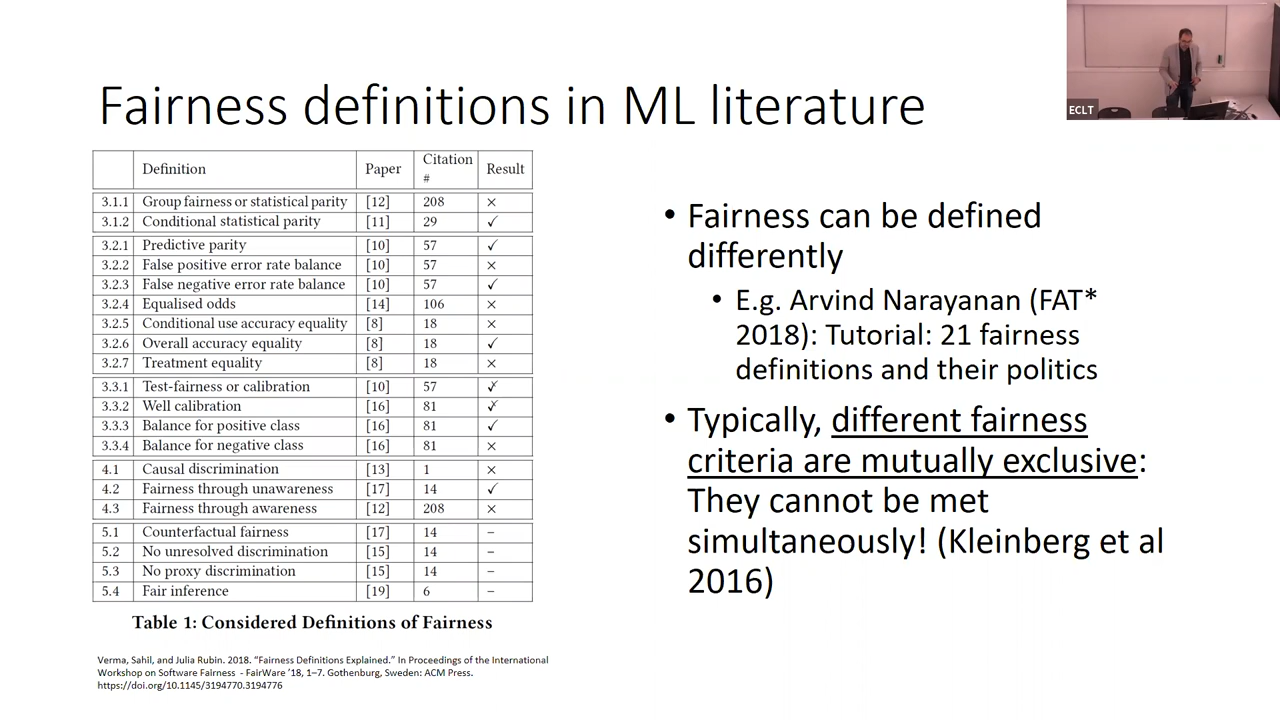 ECLT
Fairness definitions in ML literature
Definition Paper Citation # Result
3.1.1 Group fairness or statistical parity [12] 208 ×
3.1.2 Conditional statistical parity [11] 29 ✓
3.2.1 Predictive parity [10] 57 ✓
3.2.2 False positive error rate balance [10] 57 ×
3.2.3 False negative error rate balance [10] 57 ✓
3.2.4 Equalised odds [14] 106 ×
3.2.5 Conditional use accuracy equality [8] 18 ×
3.2.6 Overall accuracy equality [8] 18 ✓
3.2.7 Treatment equality [8] 18 ×
3.3.1 Test-fairness or calibration [10] 57 ✓̸
3.3.2 Well calibration [16] 81 ✓̸
3.3.3 Balance for positive class [16] 81 ✓
3.3.4 Balance for negative class [16] 81 ×
4.1 Causal discrimination [13] 1 ×
4.2 Fairness through unawareness [17] 14 ✓
4.3 Fairness through awareness [12] 208 ×
5.1 Counterfactual fairness [17] 14 –
5.2 No unresolved discrimination [15] 14 –
5.3 No proxy discrimination [15] 14 –
5.4 Fair inference [19] 6 –
Table 1: Considered Definitions of Fairness
Verma, Sahil, and Julia Rubin. 2018. “Fairness Definitions Explained.” In Proceedings of the International
Workshop on Software Fairness - FairWare ’18, 1–7. Gothenburg, Sweden: ACM Press.
https://doi.org/10.1145/3194770.3194776
• Fairness can be defined
differently
• E.g. Arvind Narayanan (FAT*
2018): Tutorial: 21 fairness
definitions and their politics
• Typically, different fairness
criteria are mutually exclusive:
They cannot be met
simultaneously! (Kleinberg et al
2016)